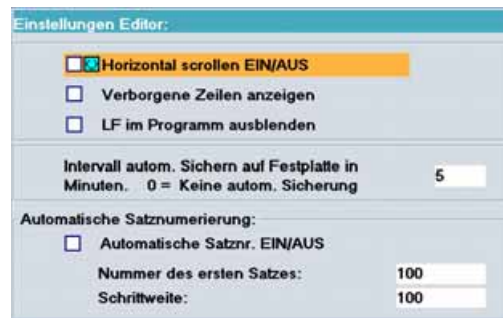 Einstellungen Editor:
Horizontal scrollen EIN/AUS
Verborgene Zeilen anzeigen
LF im Programm ausblenden
Intervall autom. Sichern auf Festplatte in
Minuten. 0 = Keine autom. Sicherung
5
Automatische Satznumerierung:
Automatische Satznr. EIN/AUS
Nummer des ersten Satzes: 100
Schrittweite: 100